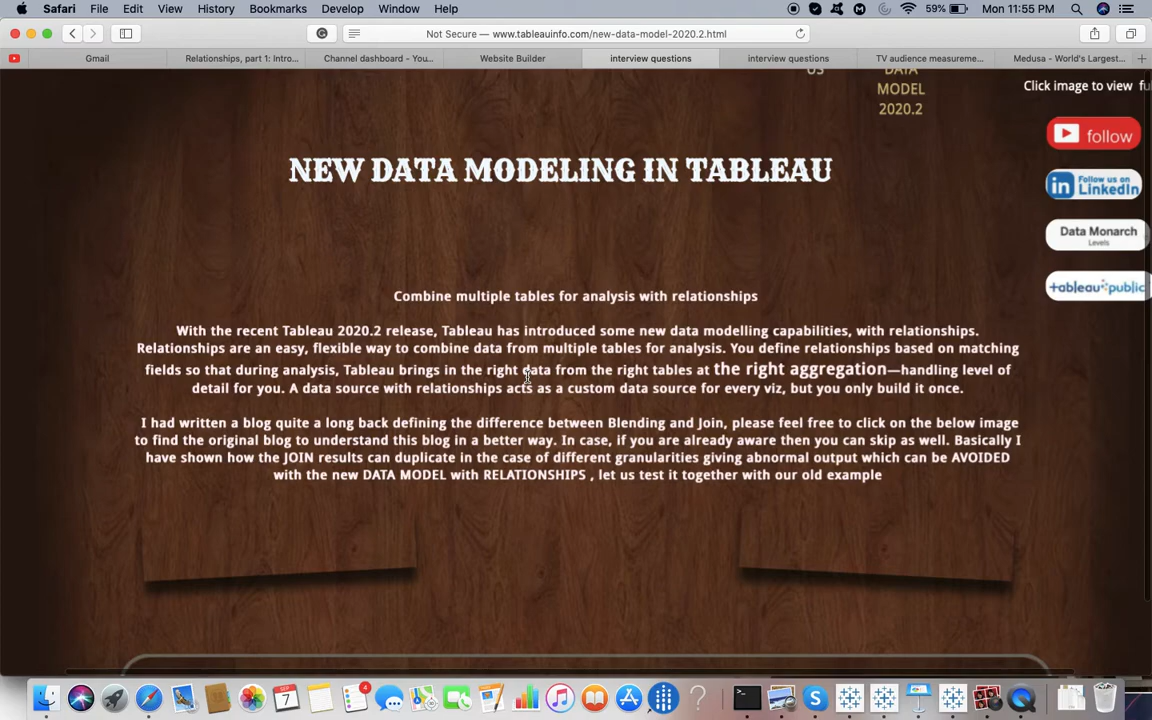 Safari File Edit View History Bookmarks Develop Window Help 59% Mon 11:55 PM
Not Secure — www.tableauinfo.com/new-data-model-2020.2.html
Gmail Relationships, part 1: Intro... Channel dashboard - You... Website Builder interview questions interview questions TV audience measureme... Medusa - World's Largest...
US DATA
MODEL
2020.2
Click image to view fu
follow
Follow us on
LinkedIn
Data Monarch
Levels
+ableau public
NEW DATA MODELING IN TABLEAU
Combine multiple tables for analysis with relationships
With the recent Tableau 2020.2 release, Tableau has introduced some new data modelling capabilities, with relationships.
Relationships are an easy, flexible way to combine data from multiple tables for analysis. You define relationships based on matching
fields so that during analysis, Tableau brings in the right data from the right tables at the right aggregation—handling level of
detail for you. A data source with relationships acts as a custom data source for every viz, but you only build it once.
I had written a blog quite a long back defining the difference between Blending and Join, please feel free to click on the below image
to find the original blog to understand this blog in a better way. In case, if you are already aware then you can skip as well. Basically I
have shown how the JOIN results can duplicate in the case of different granularities giving abnormal output which can be AVOIDED
with the new DATA MODEL with RELATIONSHIPS , let us test it together with our old example
SEP
7
4